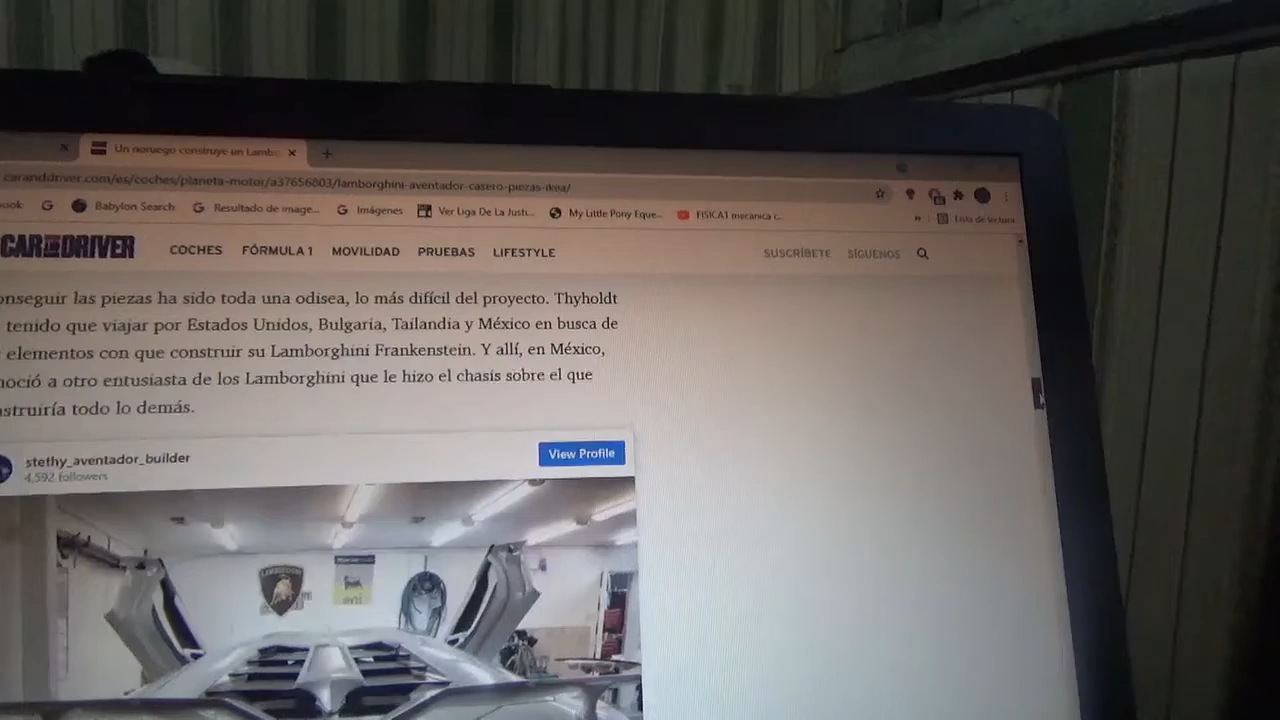 Un noruego construye un Lamb
caranddriver.com/es/coches/planeta-motor/a37656803/lamborghini-aventador-casero-piezas-ikea/
ook
Babylon Search
Resultado de image...
Imágenes
Ver Liga De La Justi...
My Little Pony Eque...
FISICA1 mecanica c...
»
Lista de lectura
CAR AND DRIVER
COCHES
FÓRMULA 1
MOVILIDAD
PRUEBAS
LIFESTYLE
SUSCRÍBETE
SÍGUENOS
onseguir las piezas ha sido toda una odisea, lo más difícil del proyecto. Thyholdt
tenido que viajar por Estados Unidos, Bulgaria, Tailandia y México en busca de
elementos con que construir su Lamborghini Frankenstein. Y allí, en México,
noció a otro entusiasta de los Lamborghini que le hizo el chasis sobre el que
nstruiría todo lo demás.
stethy_aventador_builder
4,592 followers
View Profile